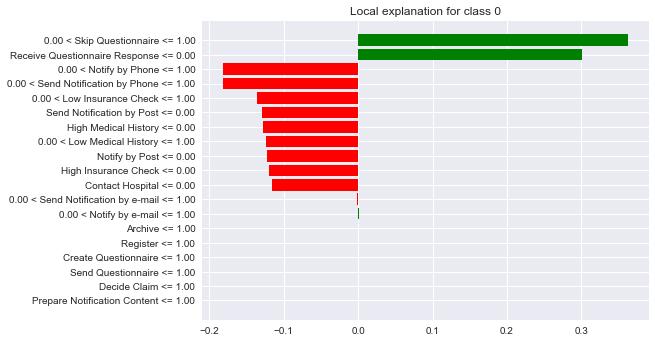 Local explanation for class 0
0.00 < Skip Questionnaire <= 1.00
Receive Questionnaire Response <= 0.00
0.00 < Notify by Phone <= 1.00
0.00 < Send Notification by Phone <= 1.00
0.00 < Low Insurance Check <= 1.00
Send Notification by Post <= 0.00
High Medical History <= 0.00
0.00 < Low Medical History <= 1.00
Notify by Post <= 0.00
High Insurance Check <= 0.00
Contact Hospital <= 0.00
0.00 < Send Notification by e-mail <= 1.00
0.00 < Notify by e-mail <= 1.00
Archive <= 1.00
Register <= 1.00
Create Questionnaire <= 1.00
Send Questionnaire <= 1.00
Decide Claim <= 1.00
Prepare Notification Content <= 1.00
−0.2 −0.1 0.0 0.1 0.2 0.3